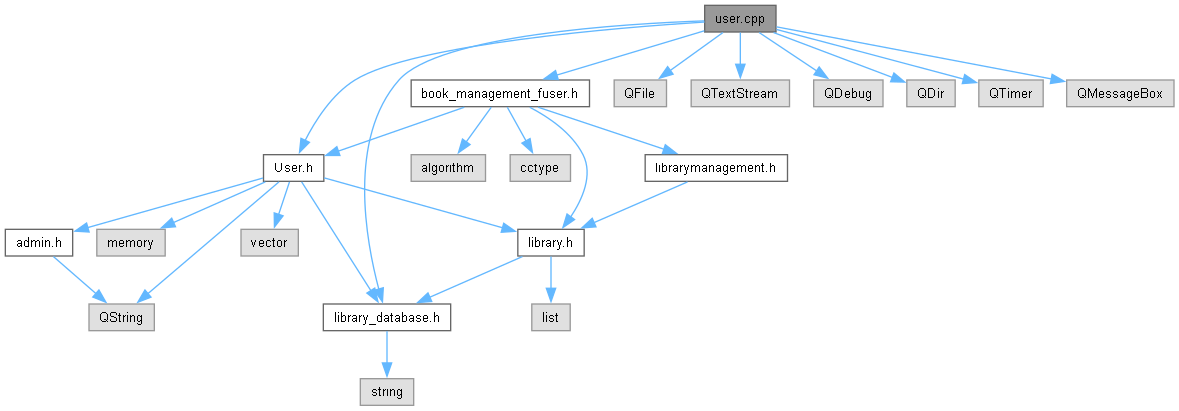 user.cpp
book_management_fuser.h
QFile
QTextStream
QDebug
QDir
QTimer
QMessageBox
User.h
algorithm
cctype
librarymanagement.h
admin.h
memory
vector
library.h
QString
library_database.h
list
string